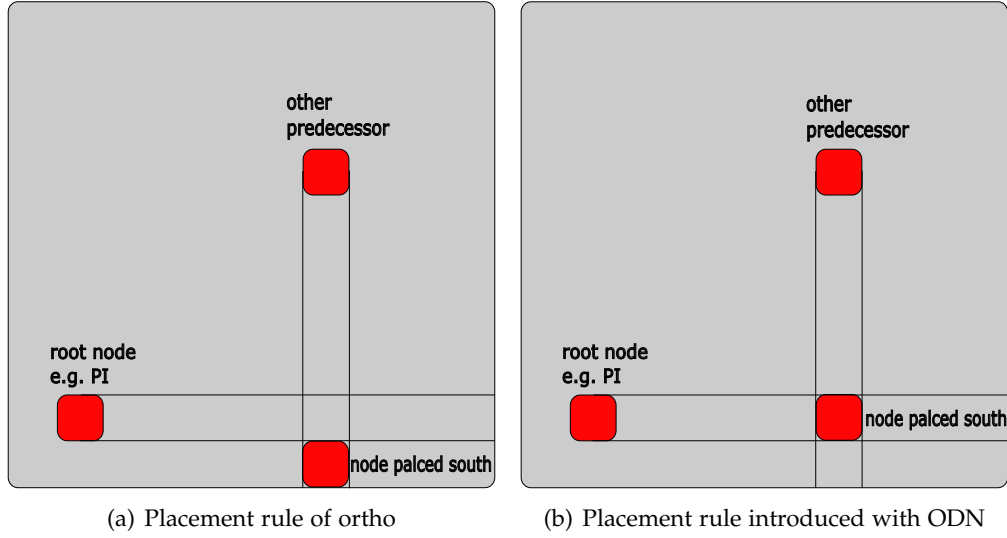 other
predecessor
root node
e.g. PI
node palced south
(a) Placement rule of ortho
other
predecessor
root node
e.g. PI
node palced south
(b) Placement rule introduced with ODN